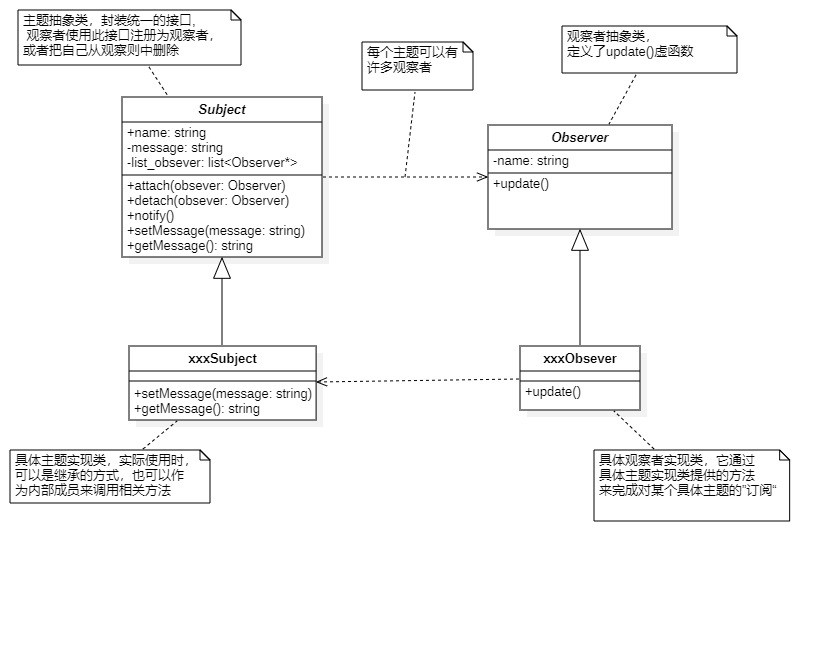 主题抽象类，封装统一的接口，
观察者使用此接口注册为观察者，
或者把自己从观察则中删除
每个主题可以有
许多观察者
观察者抽象类，
定义了update()虚函数
Subject
+name: string
-message: string
-list_obsever: list<Observer*>
+attach(obsever: Observer)
+detach(obsever: Observer)
+notify()
+setMessage(message: string)
+getMessage(): string
Observer
-name: string
+update()
xxxSubject
+setMessage(message: string)
+getMessage(): string
xxxObsever
+update()
具体主题实现类，实际使用时，
可以是继承的方式，也可以作
为内部成员来调用相关方法
具体观察者实现类，它通过
具体主题实现类提供的方法
来完成对某个具体主题的”订阅“